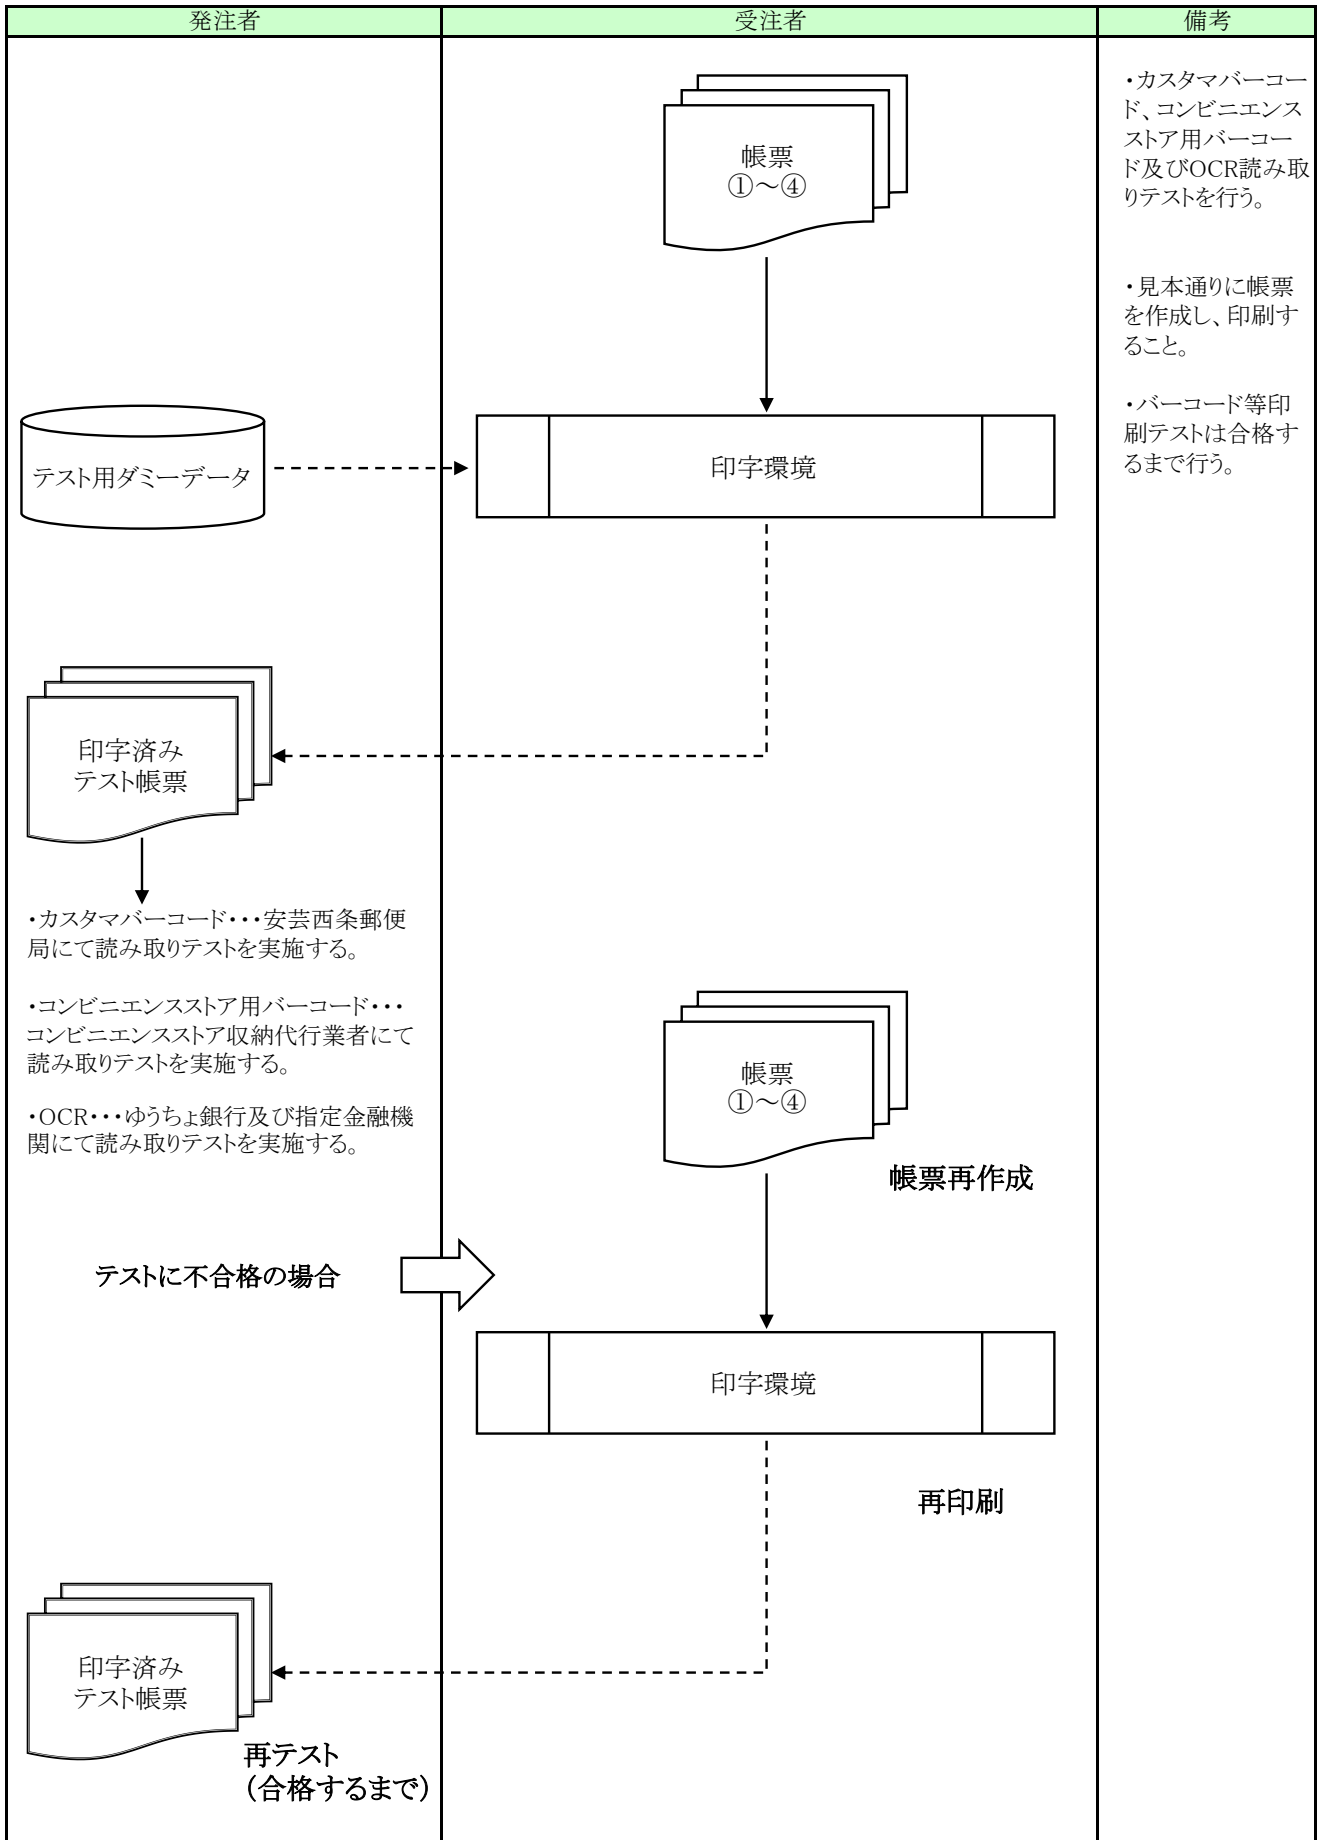 発注者
受注者
備考
帳票
①～④
・カスタマバーコー
ド、コンビニエンス
ストア用バーコー
ド及びOCR読み取
りテストを行う。
・見本通りに帳票
を作成し、印刷す
ること。
・バーコード等印
刷テストは合格す
るまで行う。
テスト用ダミーデータ
印字環境
印字済み
テスト帳票
・カスタマバーコード・・・安芸西条郵便
局にて読み取りテストを実施する。
・コンビニエンスストア用バーコード・・・
コンビニエンスストア収納代行業者にて
読み取りテストを実施する。
・OCR・・・ゆうちょ銀行及び指定金融機
関にて読み取りテストを実施する。
帳票
①～④
帳票再作成
テストに不合格の場合
印字環境
再印刷
印字済み
テスト帳票
再テスト
（合格するまで）